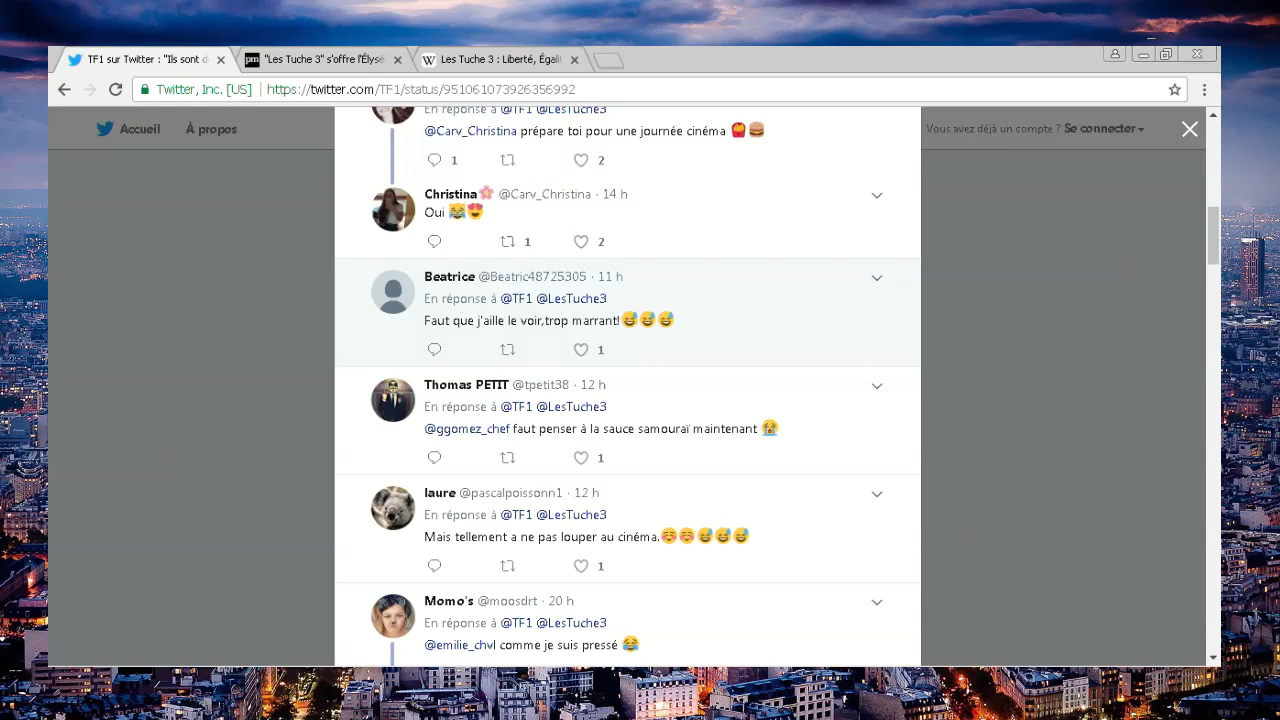 TF1 sur Twitter : "Ils sont d
"Les Tuche 3" s'offre l'Élysé
Les Tuche 3 : Liberté, Égalit
Twitter, Inc. [US] https://twitter.com/TF1/status/951061073926356992
Accueil À propos
Vous avez déjà un compte ? Se connecter
En réponse à @TF1 @LesTuche3
@Carv_Christina prépare toi pour une journée cinéma 🍟🍔
1 2
Christina🌸 @Carv_Christina · 14 h
Oui 😂😍
1 2
Beatrice @Beatric48725305 · 11 h
En réponse à @TF1 @LesTuche3
Faut que j'aille le voir,trop marrant!😅😅😅
1
Thomas PETIT @tpetit38 · 12 h
En réponse à @TF1 @LesTuche3
@ggomez_chef faut penser à la sauce samouraï maintenant 😭
1
laure @pascalpoissonn1 · 12 h
En réponse à @TF1 @LesTuche3
Mais tellement a ne pas louper au cinéma.☺️☺️😅😅😅
1
Momo's @moosdrt · 20 h
En réponse à @TF1 @LesTuche3
@emilie_chvl comme je suis pressé 😂